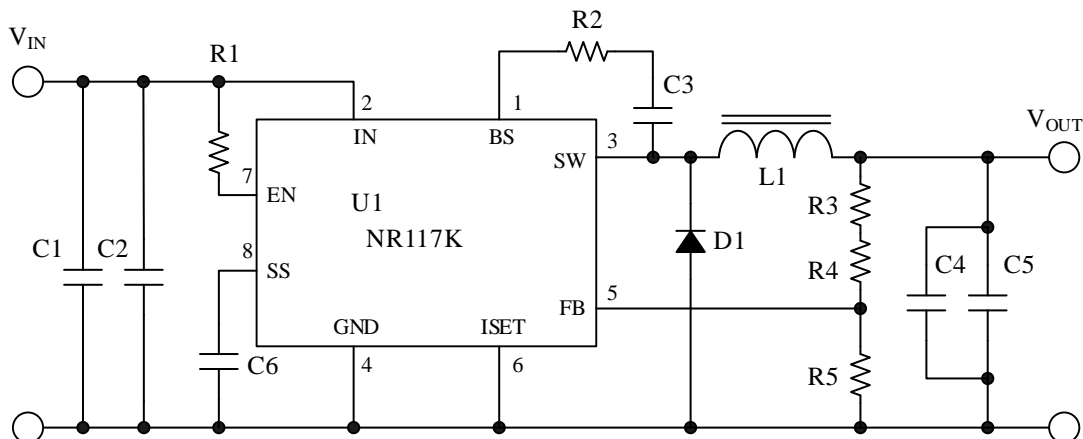 R2
V_IN
R1
C3
2
1
V_OUT
IN
BS
3
SW
L1
7
EN
R3
U1
NR117K
D1
C1
C2
8
SS
R4
C4
C5
5
FB
GND
ISET
C6
4
6
R5